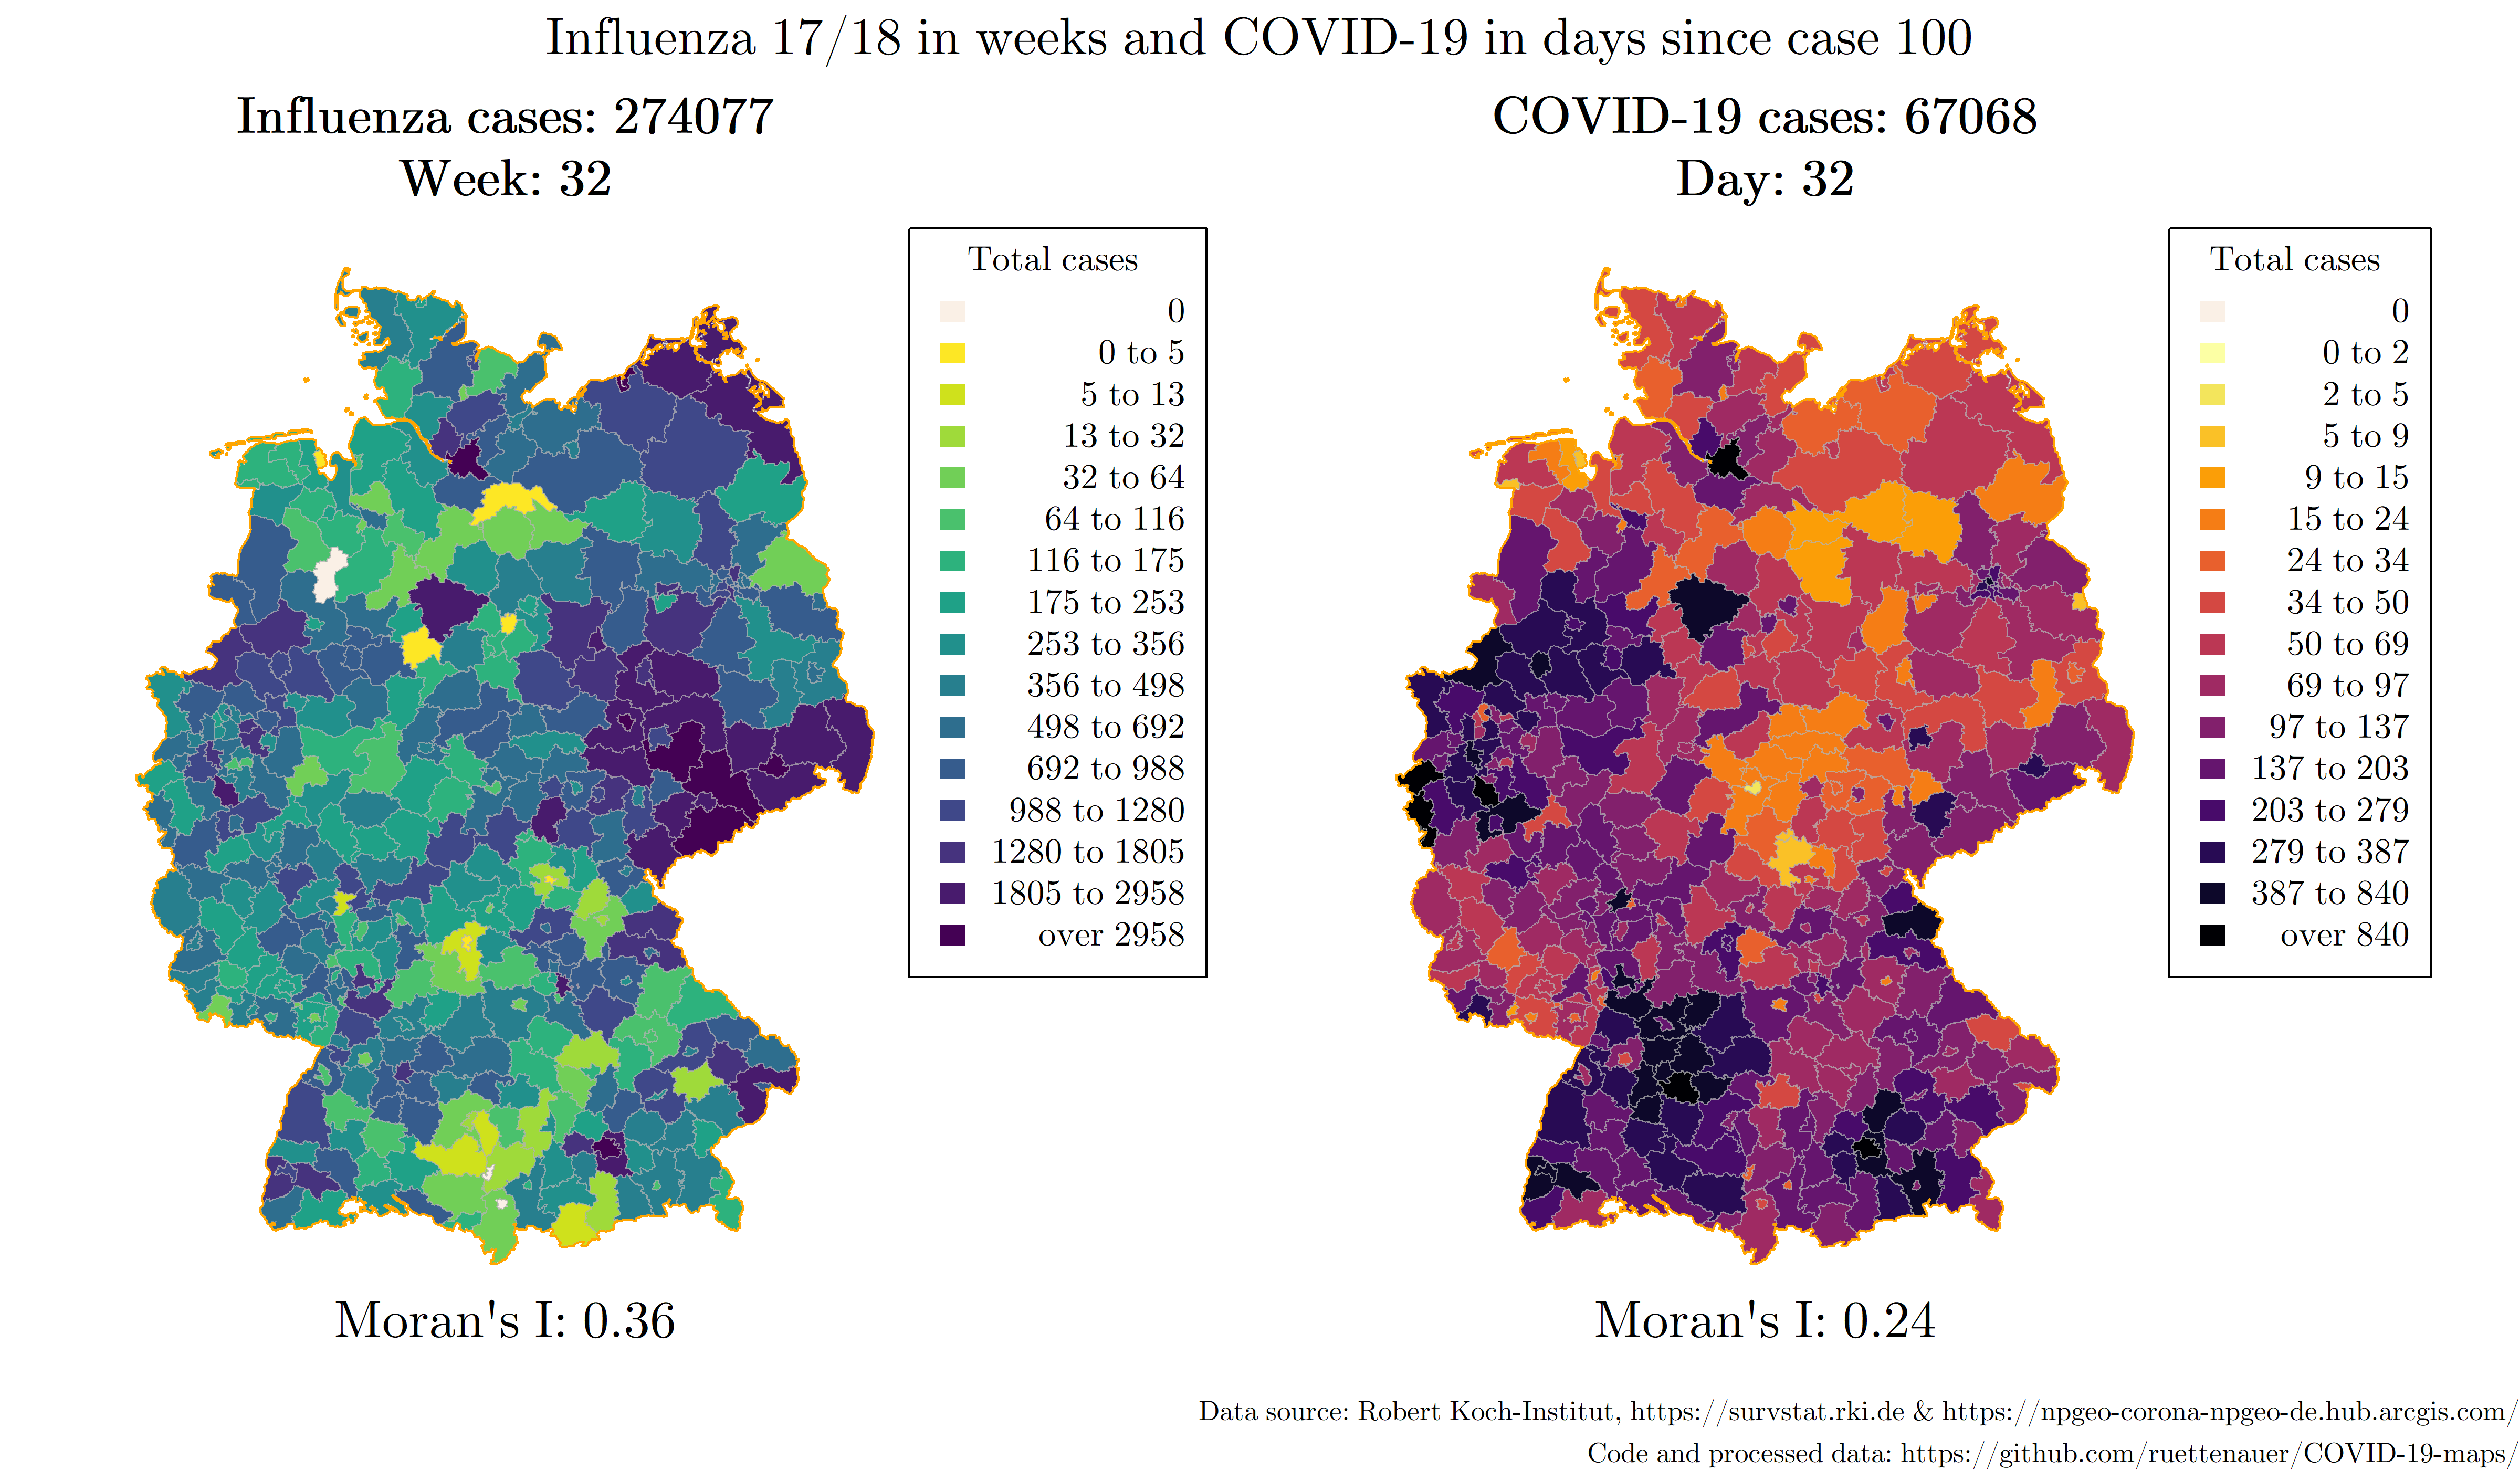 Influenza 17/18 in weeks and COVID-19 in days since case 100
Influenza cases: 274077
Week: 32
Total cases
0
0 to 5
5 to 13
13 to 32
32 to 64
64 to 116
116 to 175
175 to 253
253 to 356
356 to 498
498 to 692
692 to 988
988 to 1280
1280 to 1805
1805 to 2958
over 2958
Moran's I: 0.36
COVID-19 cases: 67068
Day: 32
Total cases
0
0 to 2
2 to 5
5 to 9
9 to 15
15 to 24
24 to 34
34 to 50
50 to 69
69 to 97
97 to 137
137 to 203
203 to 279
279 to 387
387 to 840
over 840
Moran's I: 0.24
Data source: Robert Koch-Institut, https://survstat.rki.de & https://npgeo-corona-npgeo-de.hub.arcgis.com/
Code and processed data: https://github.com/ruettenauer/COVID-19-maps/